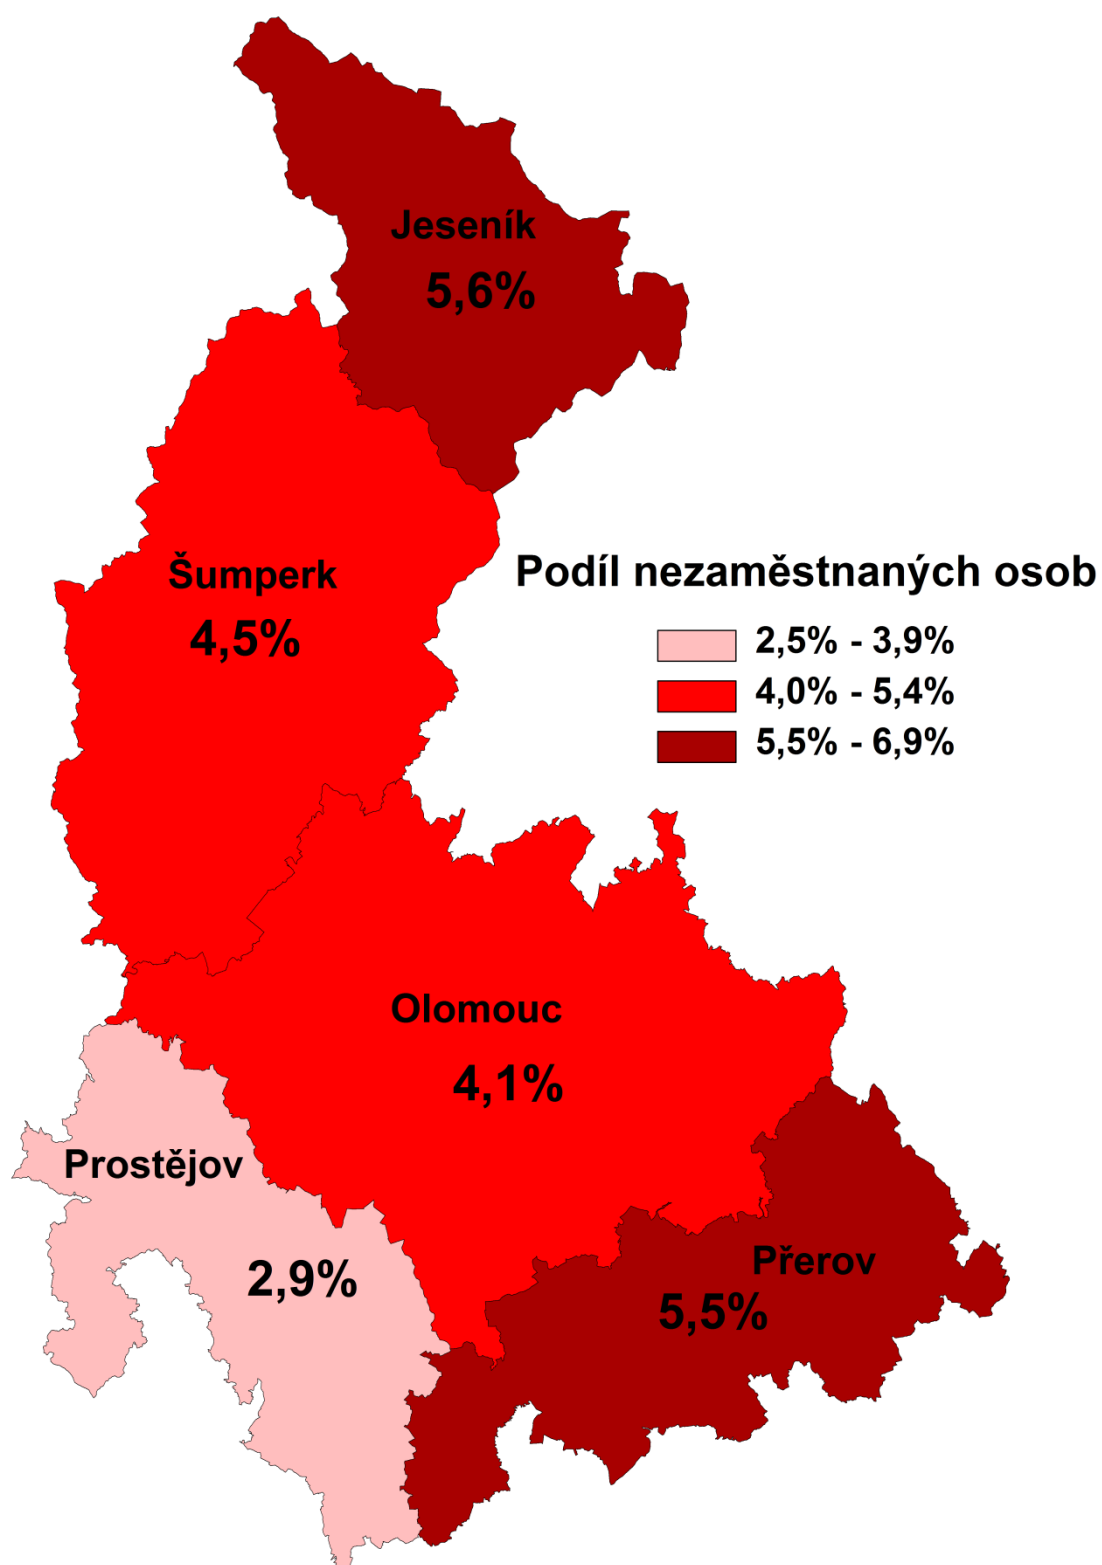 Jeseník
5,6%
Šumperk
4,5%
Podíl nezaměstnaných osob
2,5% - 3,9%
4,0% - 5,4%
5,5% - 6,9%
Olomouc
4,1%
Prostějov
2,9%
Přerov
5,5%